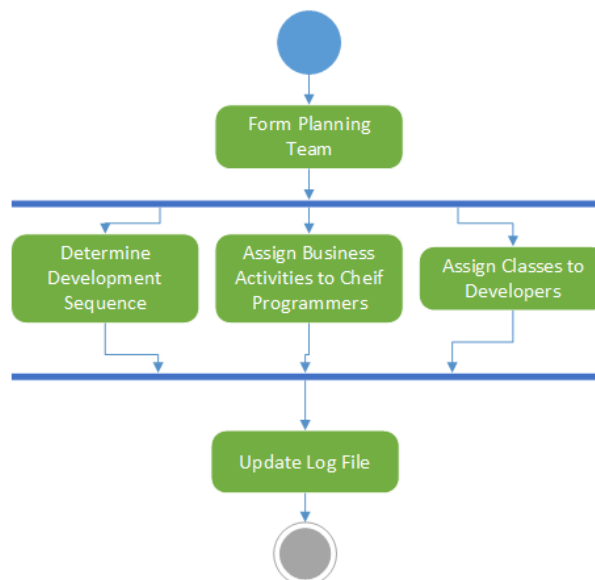 Form Planning
Team
Determine
Development
Sequence
Assign Business
Activities to Cheif
Programmers
Assign Classes to
Developers
Update Log File